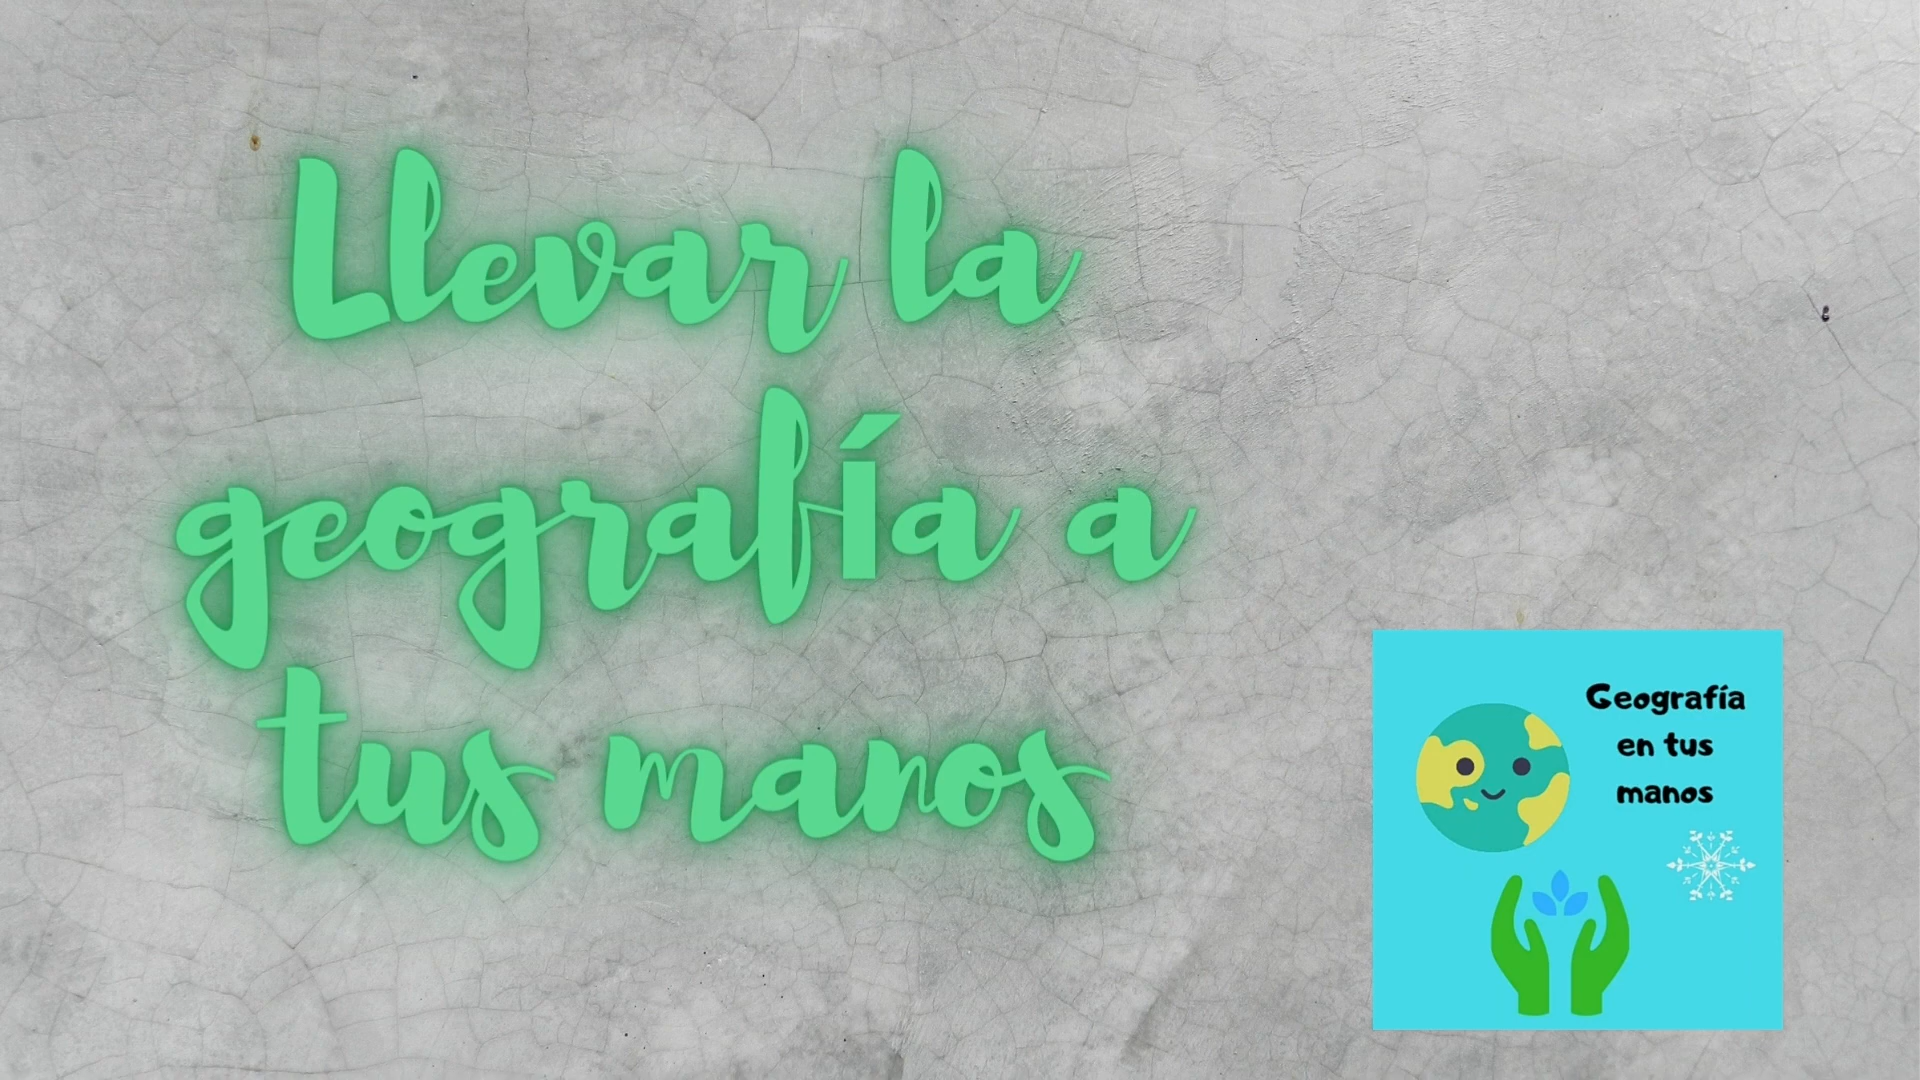 Llevar la
geografía a
tus manos
Geografía
en tus
manos